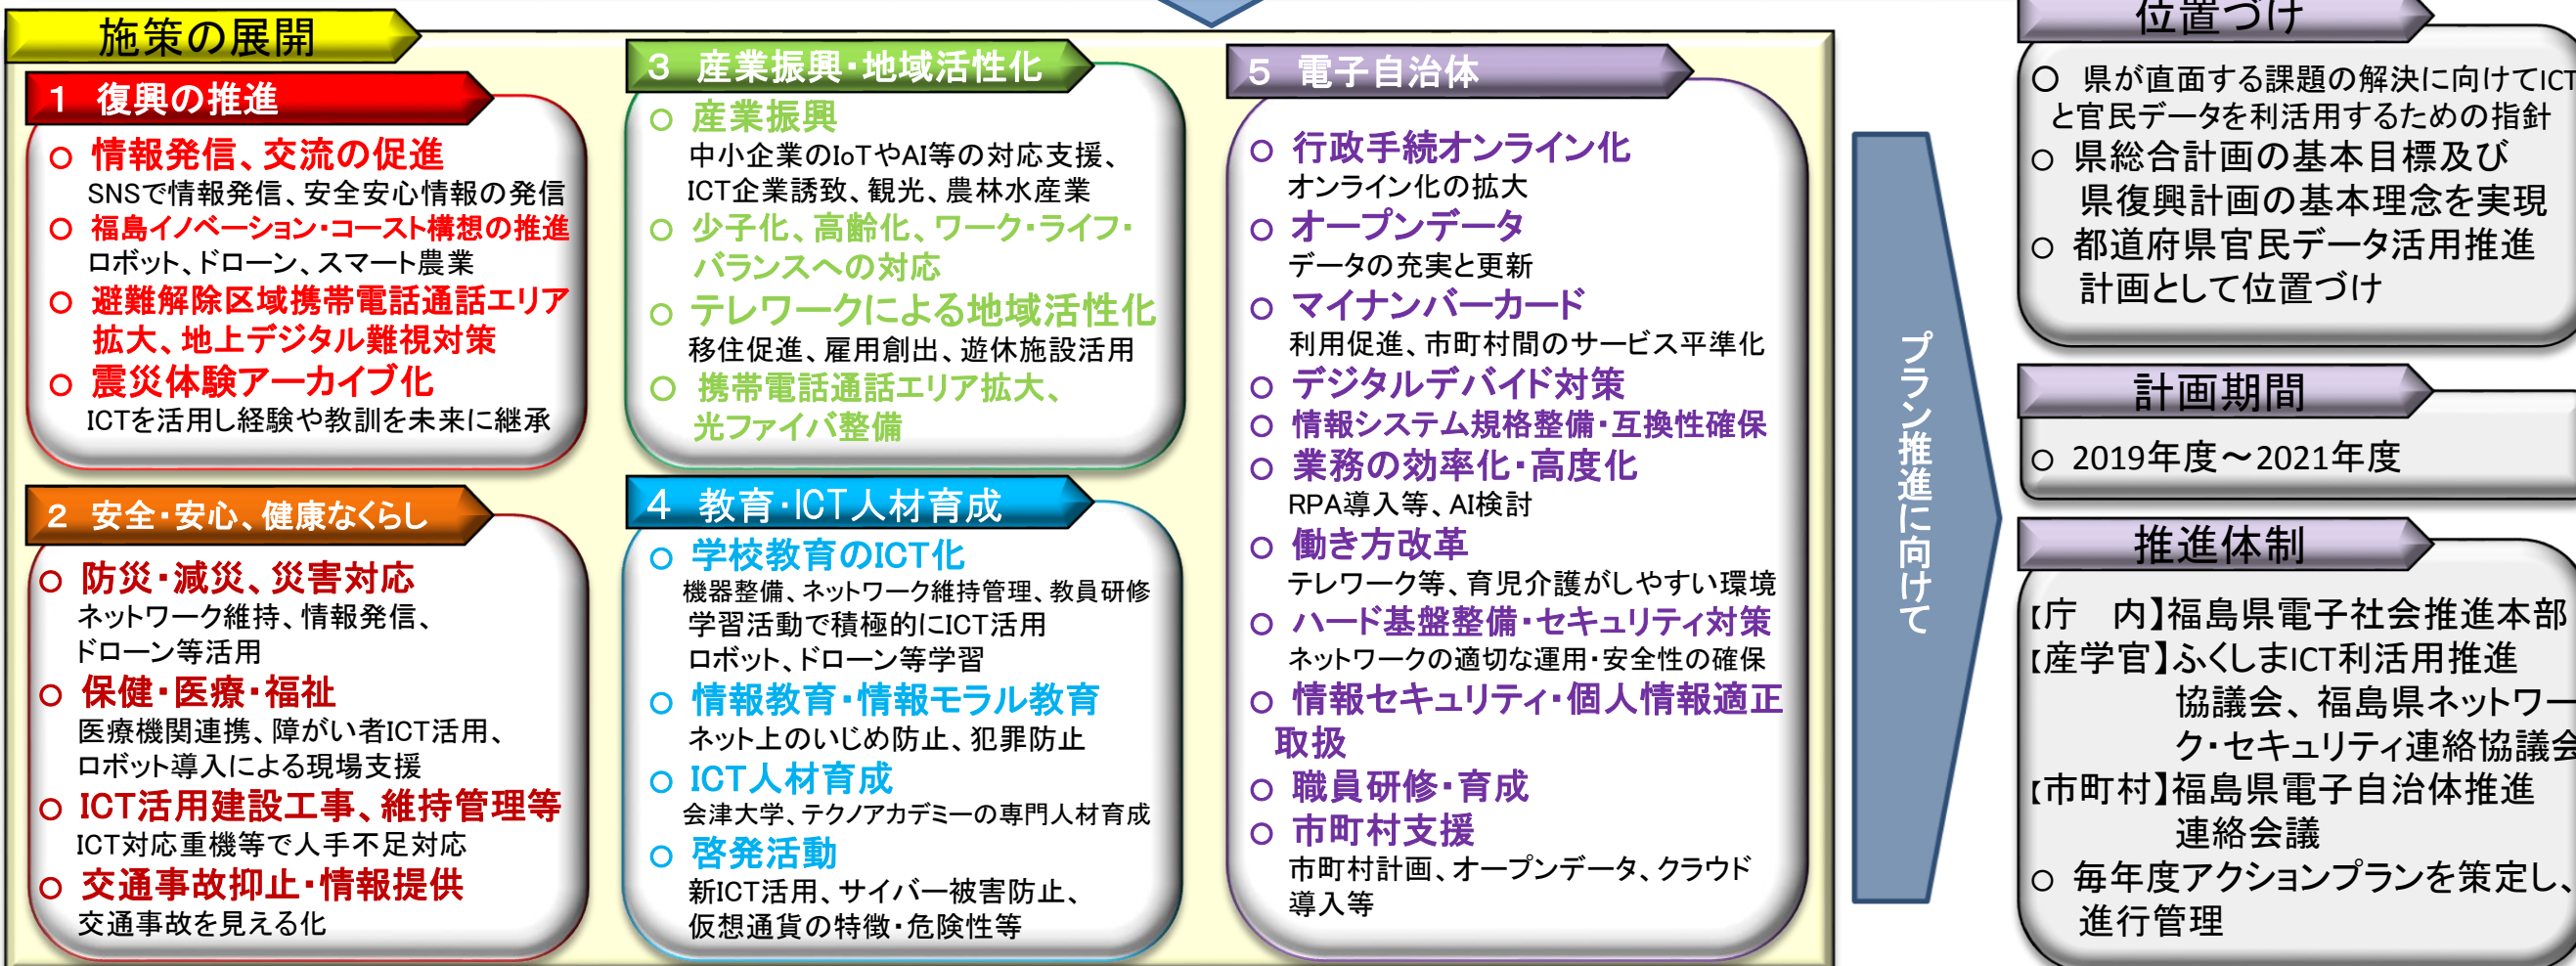 施策の展開
1 復興の推進
○ 情報発信、交流の促進
SNSで情報発信、安全安心情報の発信
○ 福島イノベーション・コースト構想の推進
ロボット、ドローン、スマート農業
○ 避難解除区域携帯電話通話エリア
拡大、地上デジタル難視対策
○ 震災体験アーカイブ化
ICTを活用し経験や教訓を未来に継承
2 安全・安心、健康なくらし
○ 防災・減災、災害対応
ネットワーク維持、情報発信、
ドローン等活用
○ 保健・医療・福祉
医療機関連携、障がい者ICT活用、
ロボット導入による現場支援
○ ICT活用建設工事、維持管理等
ICT対応重機等で人手不足対応
○ 交通事故抑止・情報提供
交通事故を見える化
3 産業振興・地域活性化
○ 産業振興
中小企業のIoTやAI等の対応支援、
ICT企業誘致、観光、農林水産業
○ 少子化、高齢化、ワーク・ライフ・
バランスへの対応
○ テレワークによる地域活性化
移住促進、雇用創出、遊休施設活用
○ 携帯電話通話エリア拡大、
光ファイバ整備
4 教育・ICT人材育成
○ 学校教育のICT化
機器整備、ネットワーク維持管理、教員研修
学習活動で積極的にICT活用
ロボット、ドローン等学習
○ 情報教育・情報モラル教育
ネット上のいじめ防止、犯罪防止
○ ICT人材育成
会津大学、テクノアカデミーの専門人材育成
○ 啓発活動
新ICT活用、サイバー被害防止、
仮想通貨の特徴・危険性等
5 電子自治体
○ 行政手続オンライン化
オンライン化の拡大
○ オープンデータ
データの充実と更新
○ マイナンバーカード
利用促進、市町村間のサービス平準化
○ デジタルデバイド対策
○ 情報システム規格整備・互換性確保
○ 業務の効率化・高度化
RPA導入等、AI検討
○ 働き方改革
テレワーク等、育児介護がしやすい環境
○ ハード基盤整備・セキュリティ対策
ネットワークの適切な運用・安全性の確保
○ 情報セキュリティ・個人情報適正
取扱
○ 職員研修・育成
○ 市町村支援
市町村計画、オープンデータ、クラウド
導入等
プラン推進に向けて
位置づけ
○ 県が直面する課題の解決に向けてICT
と官民データを利活用するための指針
○ 県総合計画の基本目標及び
県復興計画の基本理念を実現
○ 都道府県官民データ活用推進
計画として位置づけ
計画期間
○ 2019年度～2021年度
推進体制
【庁 内】福島県電子社会推進本部
【産学官】ふくしまICT利活用推進
協議会、福島県ネットワー
ク・セキュリティ連絡協議会
【市町村】福島県電子自治体推進
連絡会議
○ 毎年度アクションプランを策定し、
進行管理